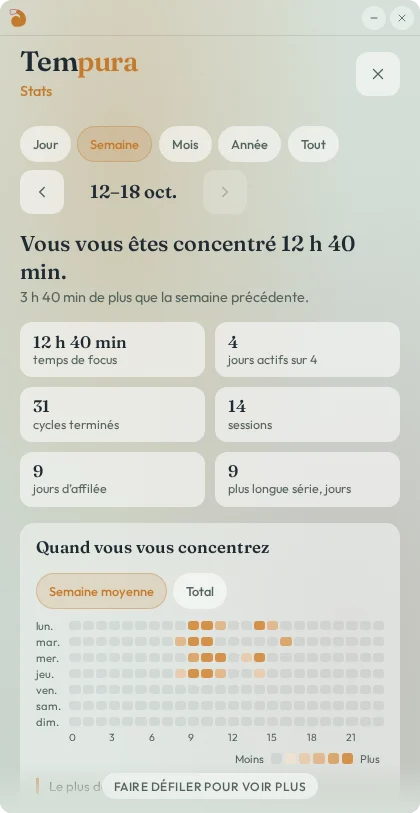 Tempura
Stats
Jour Semaine Mois Année Tout
12–18 oct.
Vous vous êtes concentré 12 h 40
min.
3 h 40 min de plus que la semaine précédente.
12 h 40 min
temps de focus
4
jours actifs sur 4
31
cycles terminés
14
sessions
9
jours d'affilée
9
plus longue série, jours
Quand vous vous concentrez
Semaine moyenne Total
lun.
mar.
mer.
jeu.
ven.
sam.
dim.
0 3 6 9 12 15 18 21
Moins Plus
Le plus d
FAIRE DÉFILER POUR VOIR PLUS